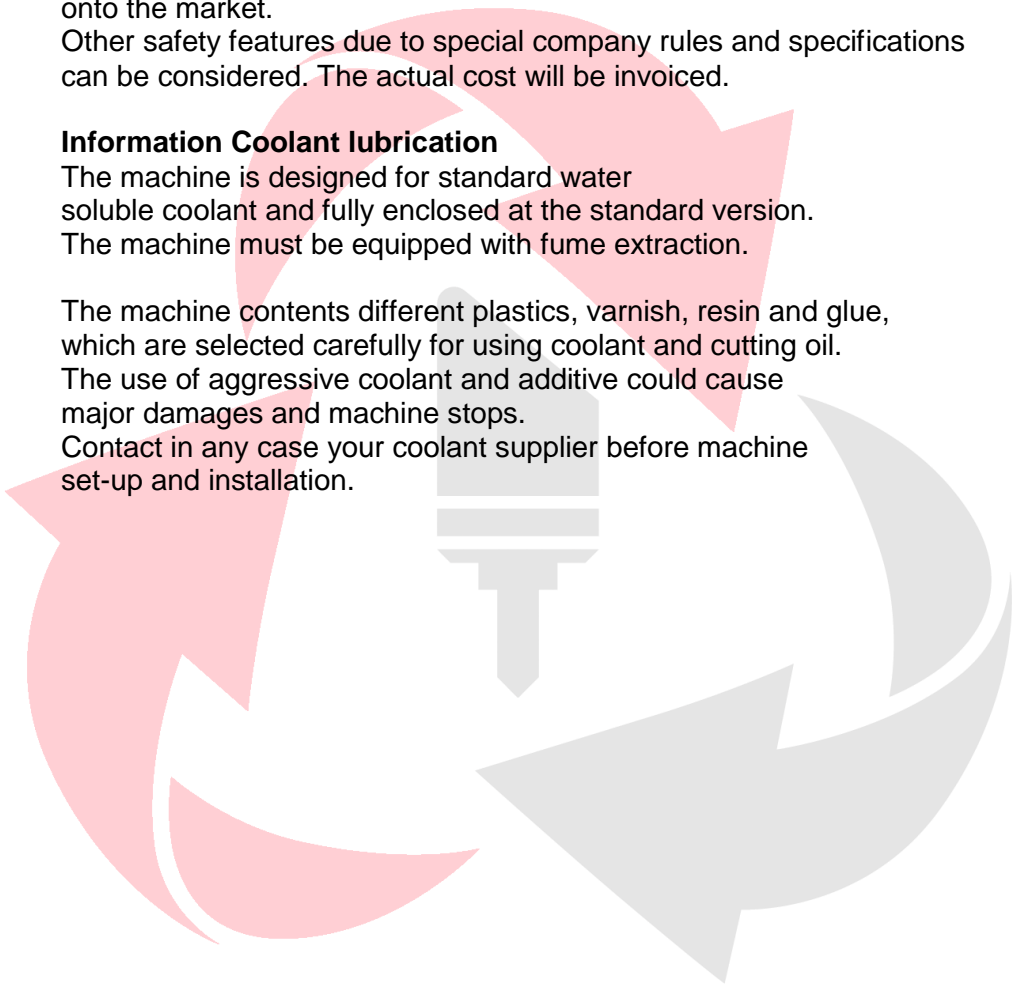 onto the market.
Other safety features due to special company rules and specifications
can be considered. The actual cost will be invoiced.
Information Coolant lubrication
The machine is designed for standard water
soluble coolant and fully enclosed at the standard version.
The machine must be equipped with fume extraction.
The machine contents different plastics, varnish, resin and glue,
which are selected carefully for using coolant and cutting oil.
The use of aggressive coolant and additive could cause
major damages and machine stops.
Contact in any case your coolant supplier before machine
set-up and installation.